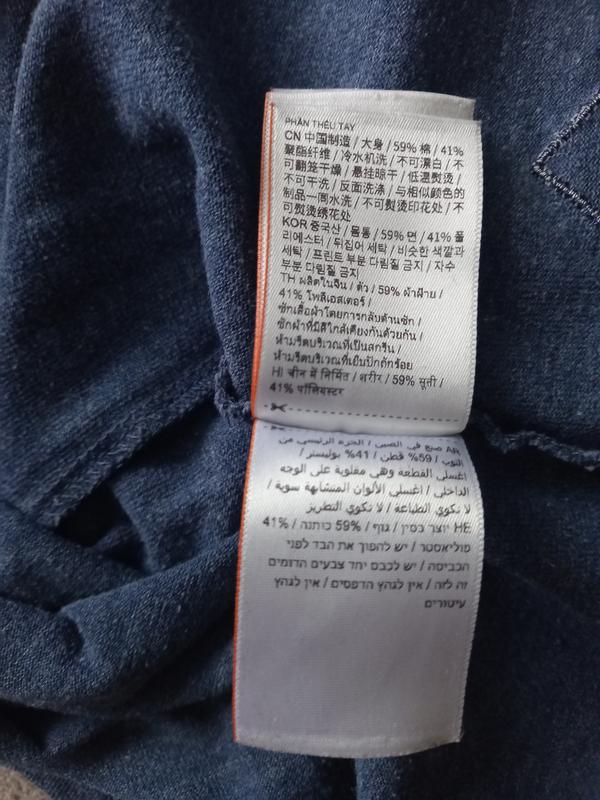 PHẦN THÊU TAY
CN 中国制造 / 大身 / 59% 棉 / 41%
聚酯纤维 / 冷水机洗 / 不可漂白 / 不
可翻笼干燥 / 悬挂晾干 / 低温熨烫 /
不可干洗 / 反面洗涤 / 与相似颜色的
制品一同水洗 / 不可熨烫印花处 / 不
可熨烫绣花处
KOR 중국산 / 몸통 / 59% 면 / 41% 폴
리에스터 / 뒤집어 세탁 / 비슷한 색깔과
세탁 / 프린트 부분 다림질 금지 / 자수
부분 다림질 금지
TH ผลิตในจีน / ตัว / 59% ผ้าฝ้าย /
41% โพลีเอสเตอร์ /
ซักเสื้อผ้าโดยการกลับด้านซัก /
ซักผ้าที่มีสีใกล้เคียงกันด้วยกัน /
ห้ามรีดบริเวณที่เป็นสกรีน /
ห้ามรีดบริเวณที่เย็บปักถักร้อย
HI चीन में निर्मित / शरीर / 59% सूती /
41% पॉलिएस्टर
AR صنع في الصين / الجزء الرئيسي من
الثوب / 59% قطن / 41% بوليستر /
اغسلي القطعة وهي مقلوبة على الوجه
الداخلي / اغسلي الألوان المتشابهة سوية /
لا تكوي الطباعة / لا تكوي التطريز
HE יוצר בסין / גוף / 59% כותנה / 41%
פוליאסטר / יש להפוך את הבד לפני
הכביסה / יש לכבס יחד צבעים הדומים
זה לזה / אין לגהץ הדפסים / אין לגהץ
עיטורים